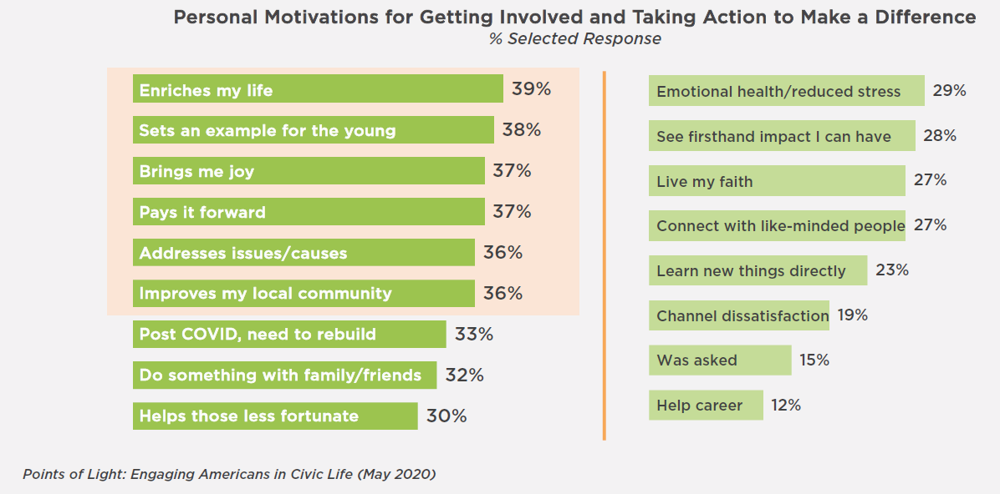 Personal Motivations for Getting Involved and Taking Action to Make a Difference
% Selected Response
Enriches my life 39%
Sets an example for the young 38%
Brings me joy 37%
Pays it forward 37%
Addresses issues/causes 36%
Improves my local community 36%
Post COVID, need to rebuild 33%
Do something with family/friends 32%
Helps those less fortunate 30%
Emotional health/reduced stress 29%
See firsthand impact I can have 28%
Live my faith 27%
Connect with like-minded people 27%
Learn new things directly 23%
Channel dissatisfaction 19%
Was asked 15%
Help career 12%
Points of Light: Engaging Americans in Civic Life (May 2020)